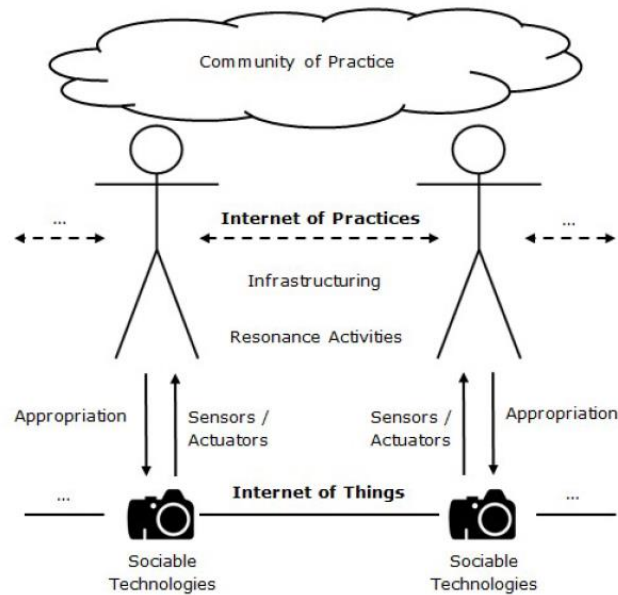 Community of Practice
...
Internet of Practices
...
Infrastructuring
Resonance Activities
Appropriation
Sensors /
Actuators
Sensors /
Actuators
Appropriation
...
Internet of Things
...
Sociable
Technologies
Sociable
Technologies